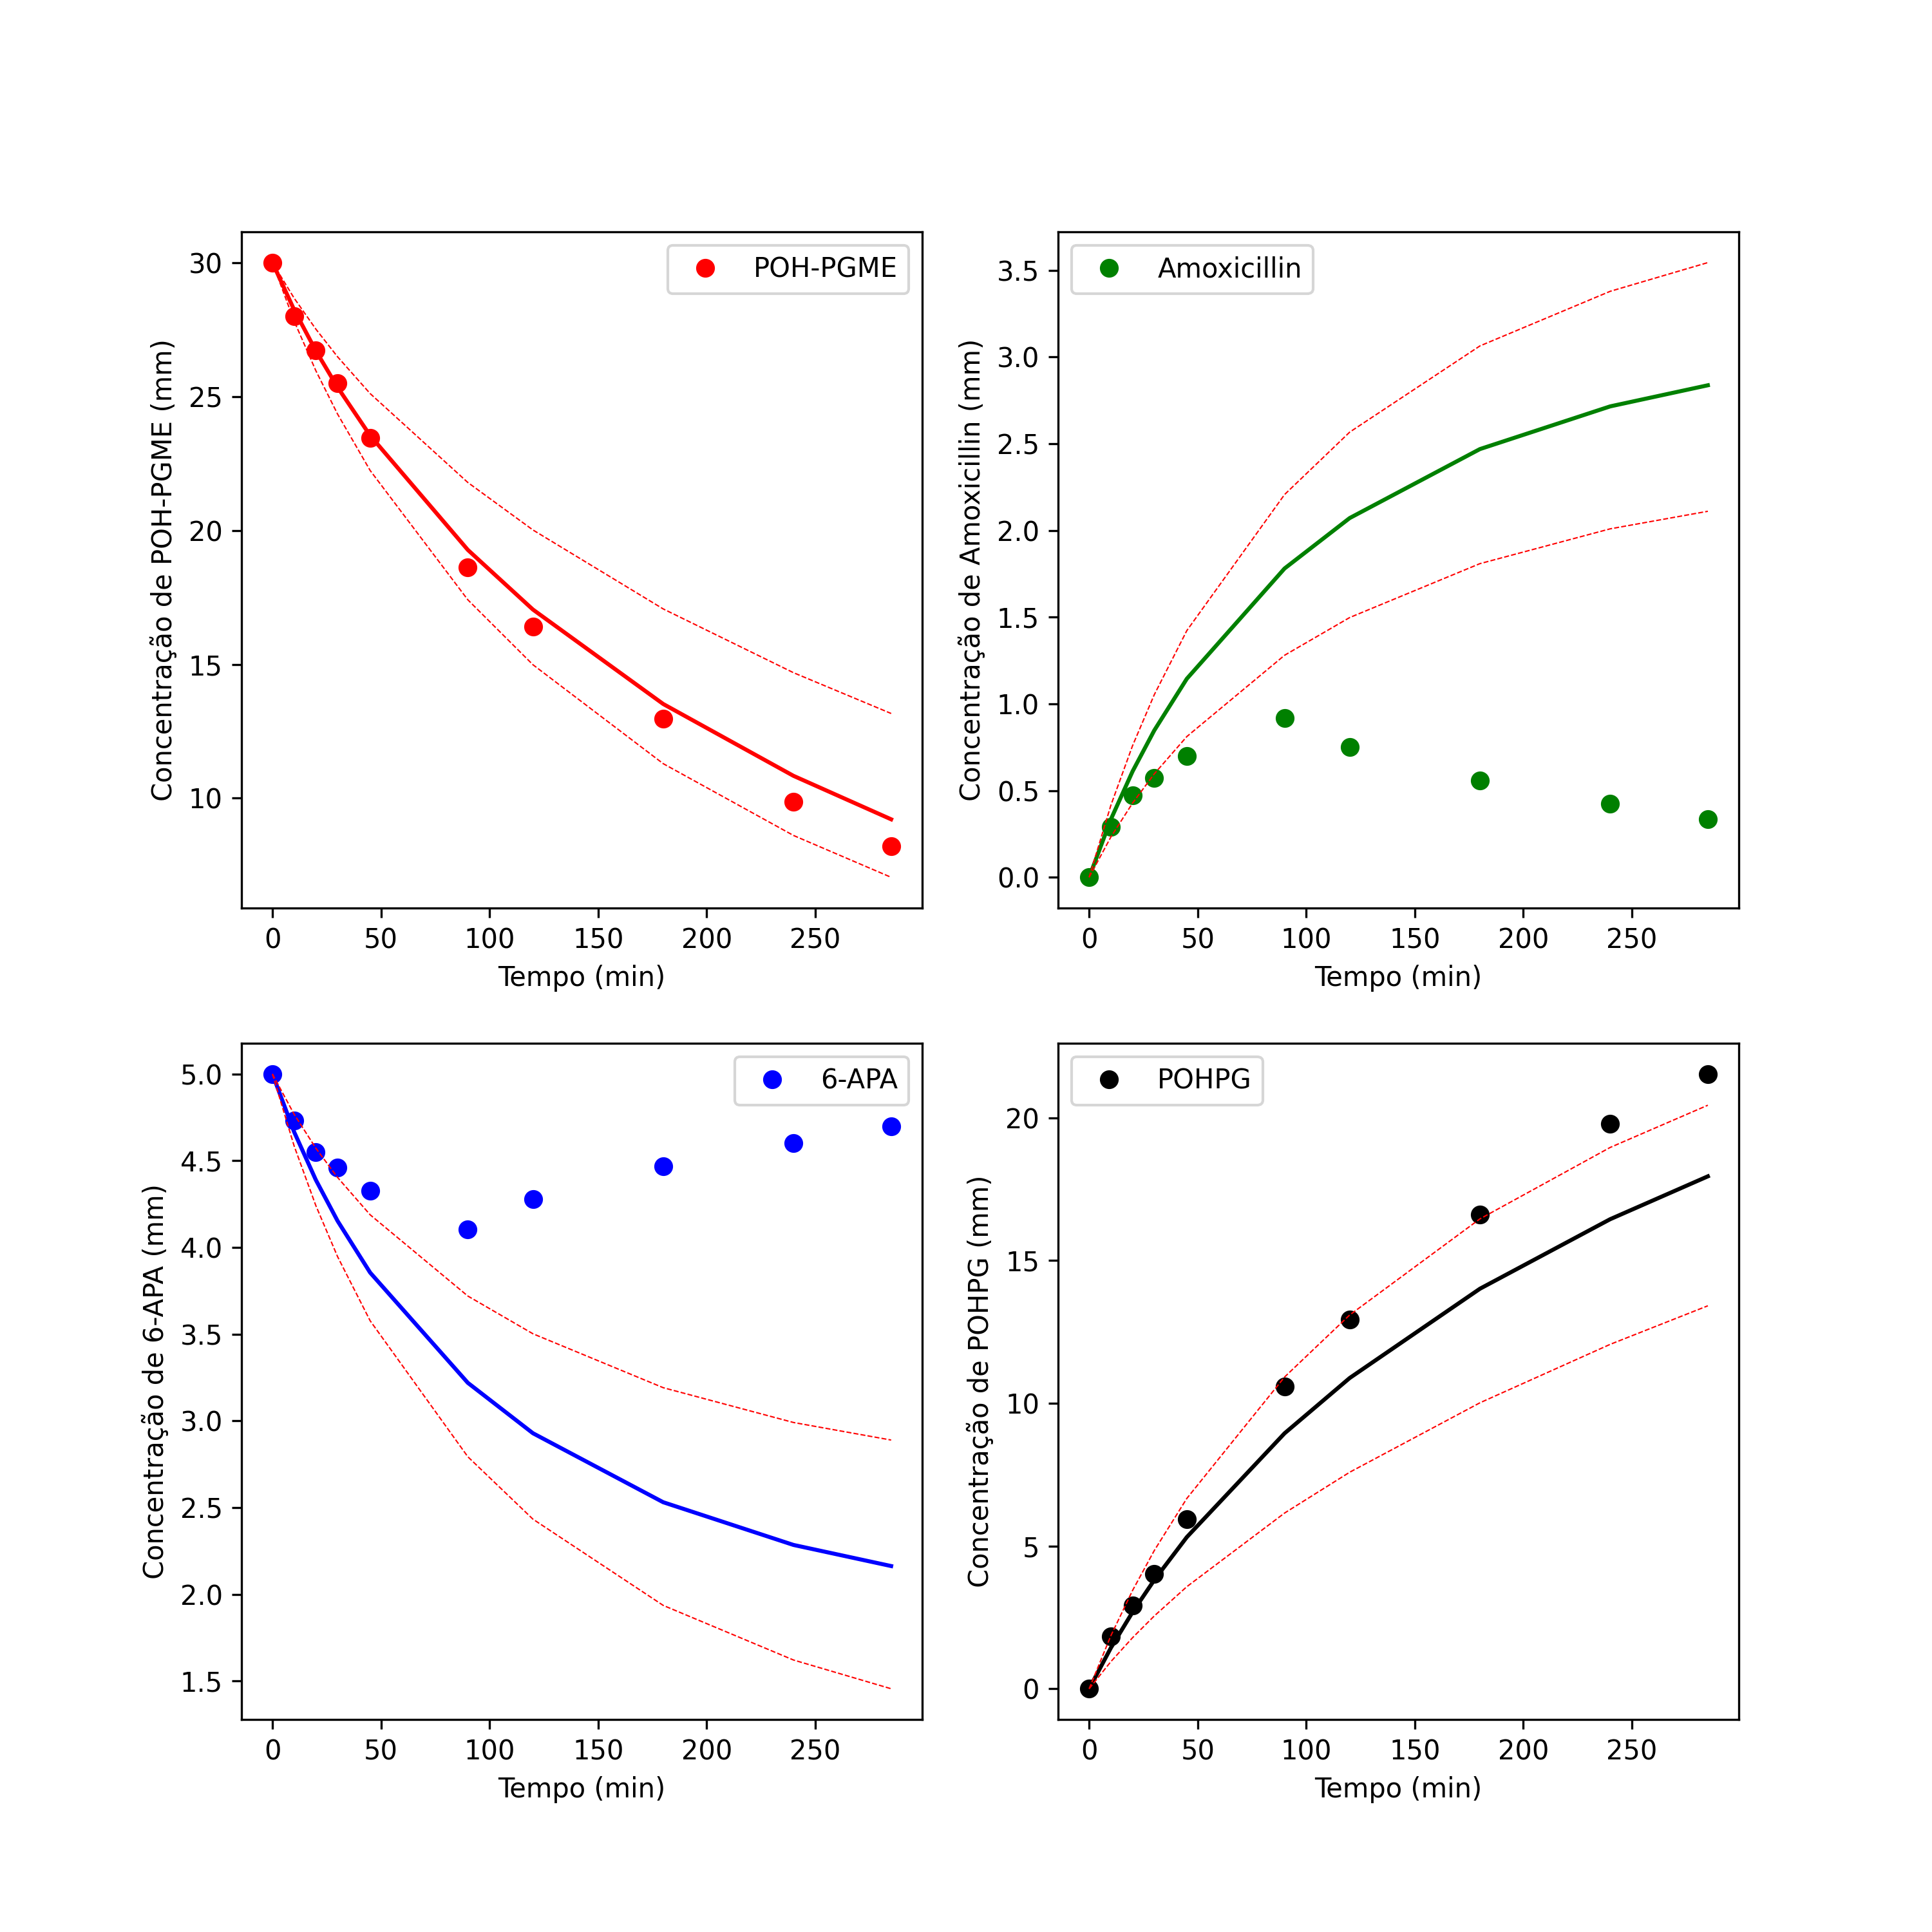 POH-PGME
Concentração de POH-PGME (mm)
30
25
20
15
10
0 50 100 150 200 250
Tempo (min)
Amoxicillin
Concentração de Amoxicillin (mm)
3.5
3.0
2.5
2.0
1.5
1.0
0.5
0.0
0 50 100 150 200 250
Tempo (min)
6-APA
Concentração de 6-APA (mm)
5.0
4.5
4.0
3.5
3.0
2.5
2.0
1.5
0 50 100 150 200 250
Tempo (min)
POHPG
Concentração de POHPG (mm)
20
15
10
5
0
0 50 100 150 200 250
Tempo (min)